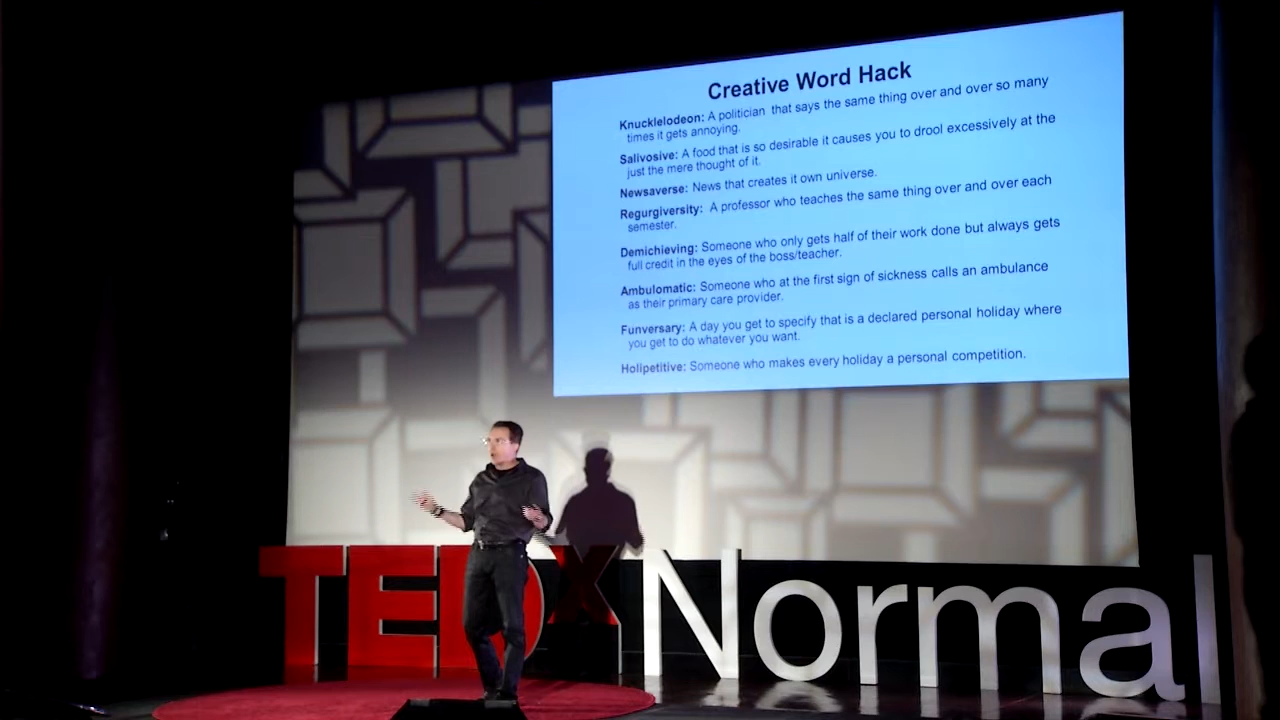 Creative Word Hack
Knucklelodeon: A politician that says the same thing over and over so many
times it gets annoying.
Salivosive: A food that is so desirable it causes you to drool excessively at the
just the mere thought of it.
Newsaverse: News that creates it own universe.
Regurgiversity: A professor who teaches the same thing over and over each
semester.
Demichieving: Someone who only gets half of their work done but always gets
full credit in the eyes of the boss/teacher.
Ambulomatic: Someone who at the first sign of sickness calls an ambulance
as their primary care provider.
Funversary: A day you get to specify that is a declared personal holiday where
you get to do whatever you want.
Holipetitive: Someone who makes every holiday a personal competition.
TEDxNormal